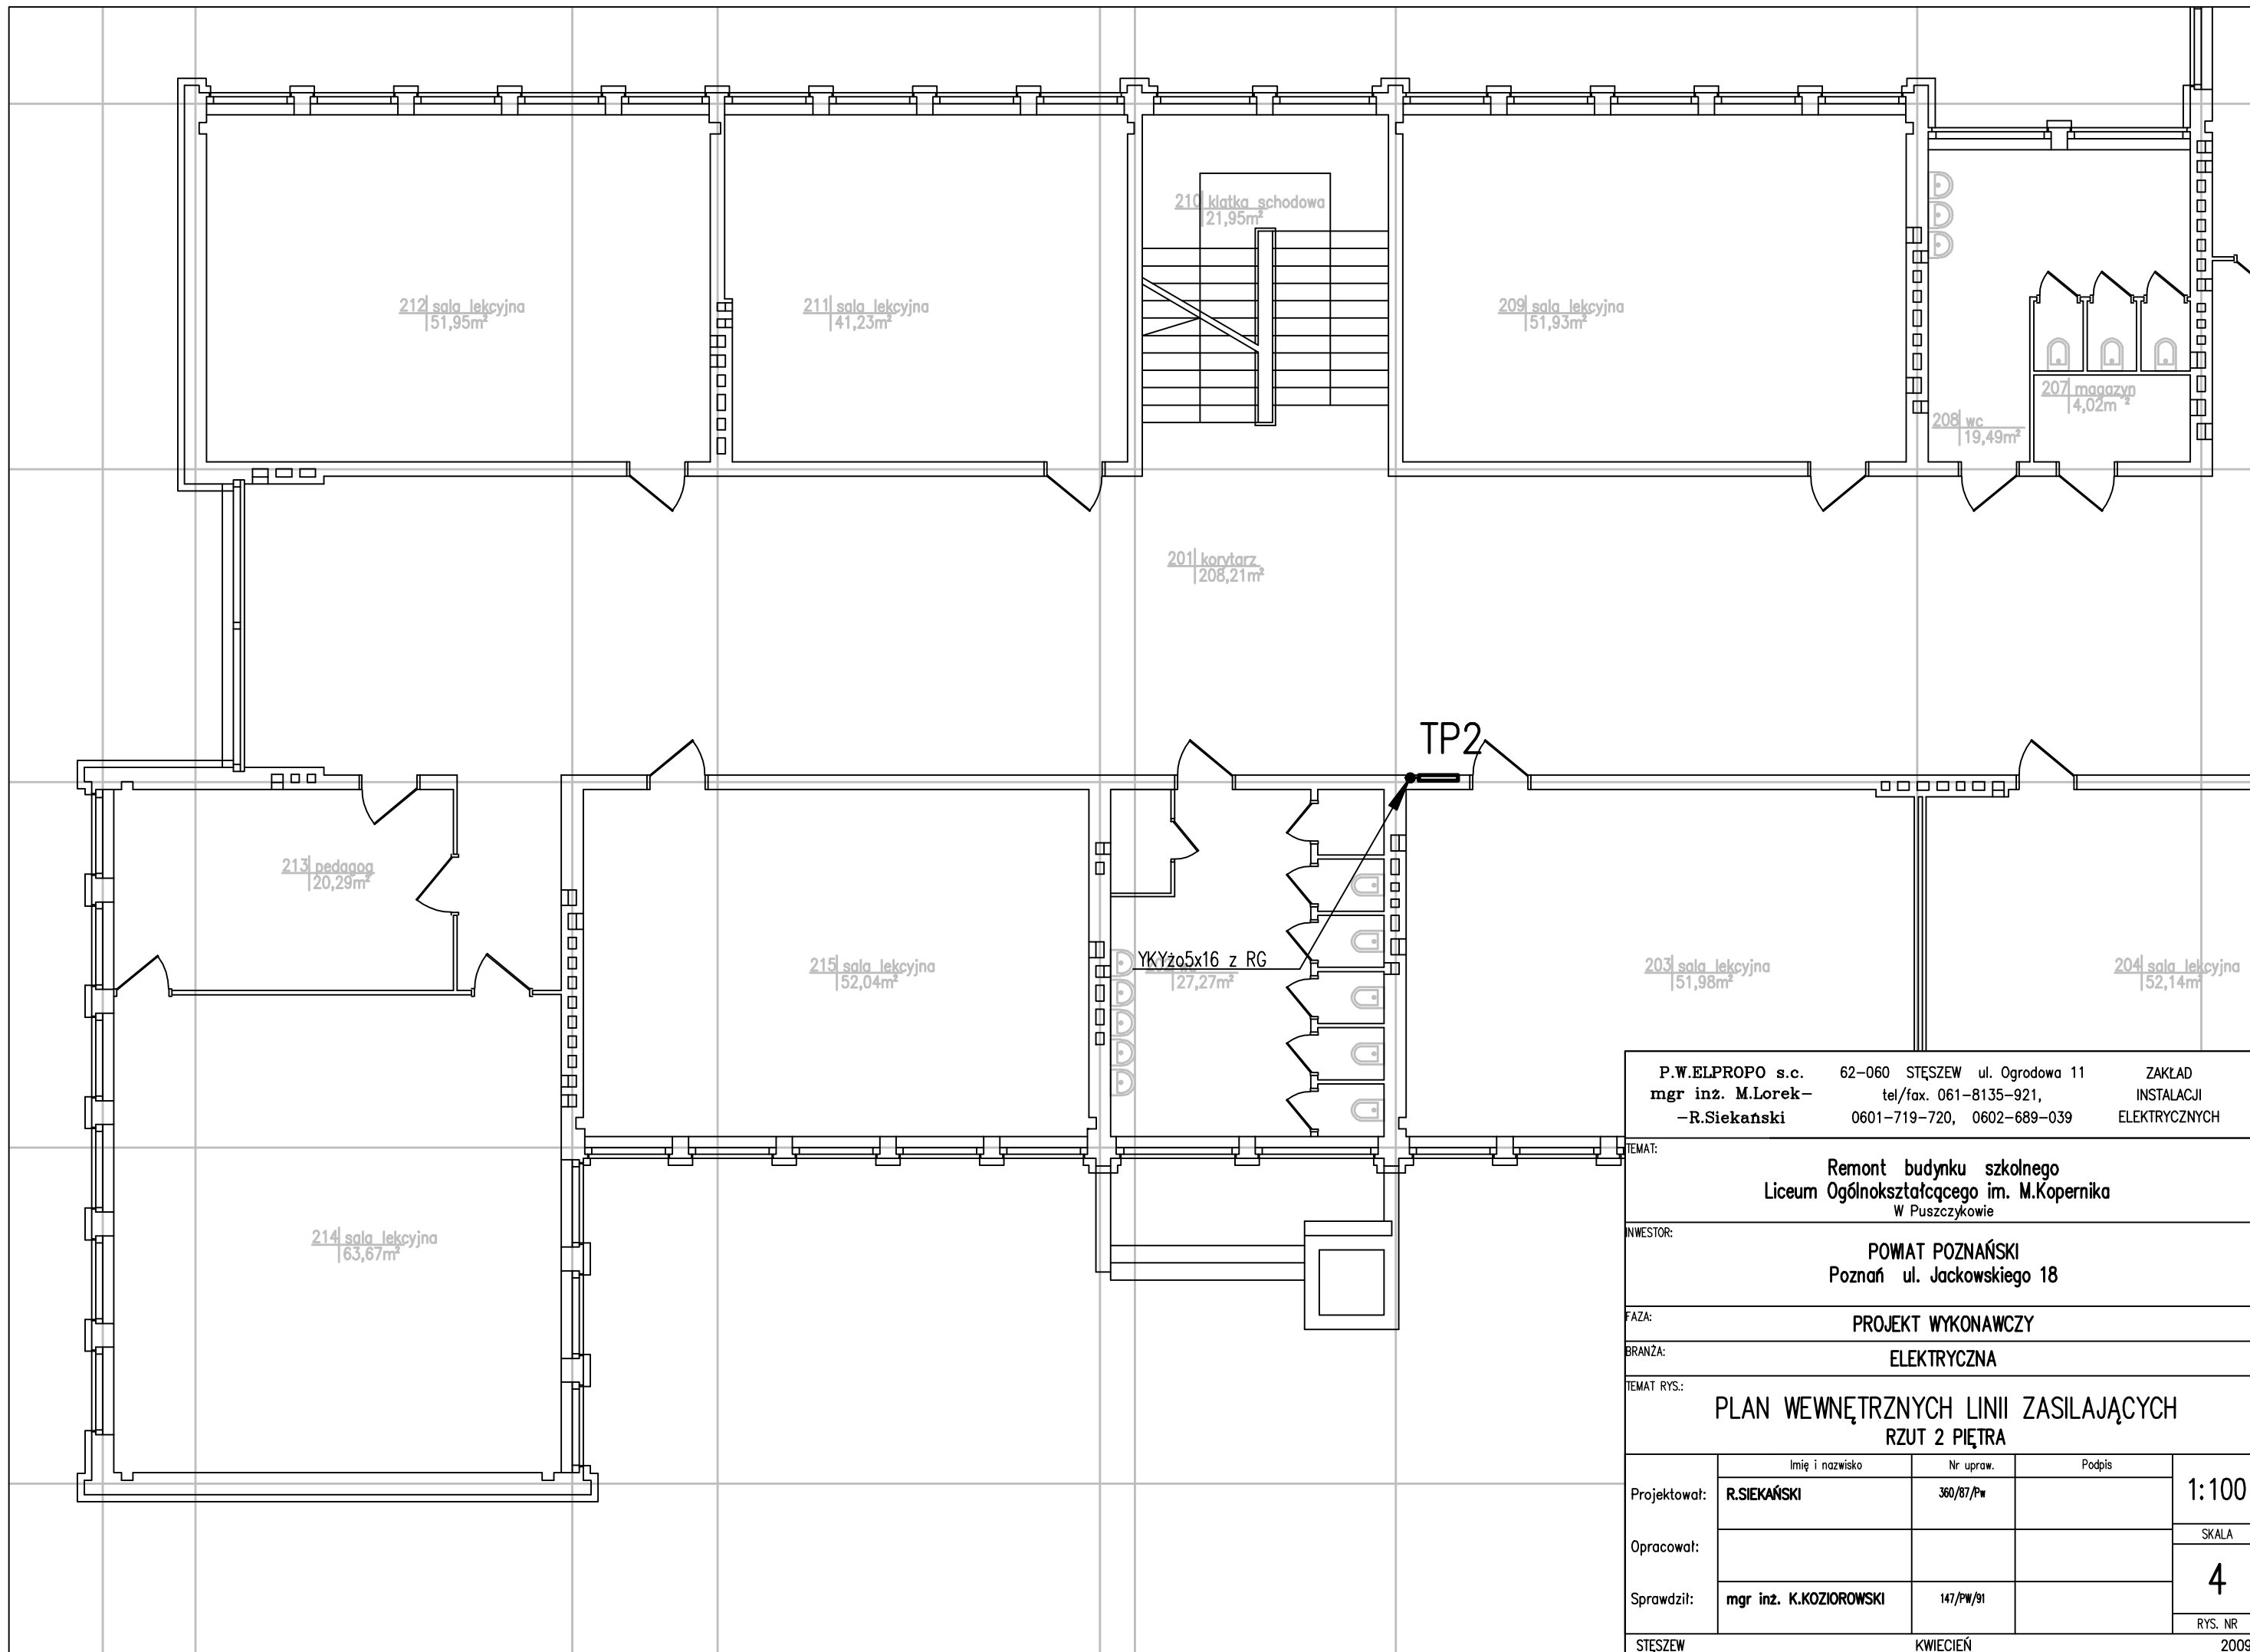 210 klatka schodowa
21,95m²
212 sala lekcyjna
51,95m²
211 sala lekcyjna
41,23m²
209 sala lekcyjna
51,93m²
207 magazyn
4,02m²
208 wc
19,49m²
201 korytarz
208,21m²
TP2
213 pedagog
20,29m²
215 sala lekcyjna
52,04m²
YKYżo5x16 z RG
27,27m²
203 sala lekcyjna
51,98m²
204 sala lekcyjna
52,14m²
214 sala lekcyjna
63,67m²
P.W.ELPROPO s.c.
mgr inż. M.Lorek-
-R.Siekański
62-060 STĘSZEW ul. Ogrodowa 11
tel/fax. 061-8135-921,
0601-719-720, 0602-689-039
ZAKŁAD
INSTALACJI
ELEKTRYCZNYCH
TEMAT:
Remont budynku szkolnego
Liceum Ogólnokształcącego im. M.Kopernika
W Puszczykowie
INWESTOR:
POWIAT POZNAŃSKI
Poznań ul. Jackowskiego 18
FAZA:
PROJEKT WYKONAWCZY
BRANŻA:
ELEKTRYCZNA
TEMAT RYS.:
PLAN WEWNĘTRZNYCH LINII ZASILAJĄCYCH
RZUT 2 PIĘTRA
Imię i nazwisko Nr upraw. Podpis
Projektował: R.SIEKAŃSKI 360/87/Pw
1:100
SKALA
Opracował:
4
Sprawdził: mgr inż. K.KOZIOROWSKI 147/PW/91
RYS. NR
STĘSZEW KWIECIEŃ 2009